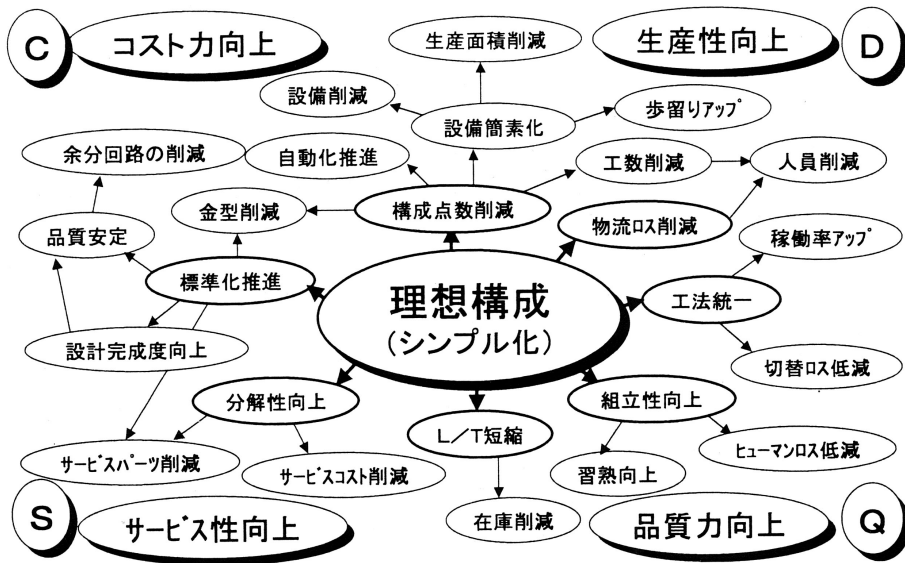 C
コスト力向上
生産面積削減
生産性向上
D
設備削減
設備簡素化
歩留りアップ
余分回路の削減
自動化推進
工数削減
人員削減
金型削減
構成点数削減
物流ロス削減
品質安定
稼働率アップ
標準化推進
理想構成
(シンプル化)
工法統一
設計完成度向上
切替ロス低減
分解性向上
組立性向上
L/T短縮
サービスパーツ削減
サービスコスト削減
習熟向上
ヒューマンロス低減
S
サービス性向上
在庫削減
品質力向上
Q